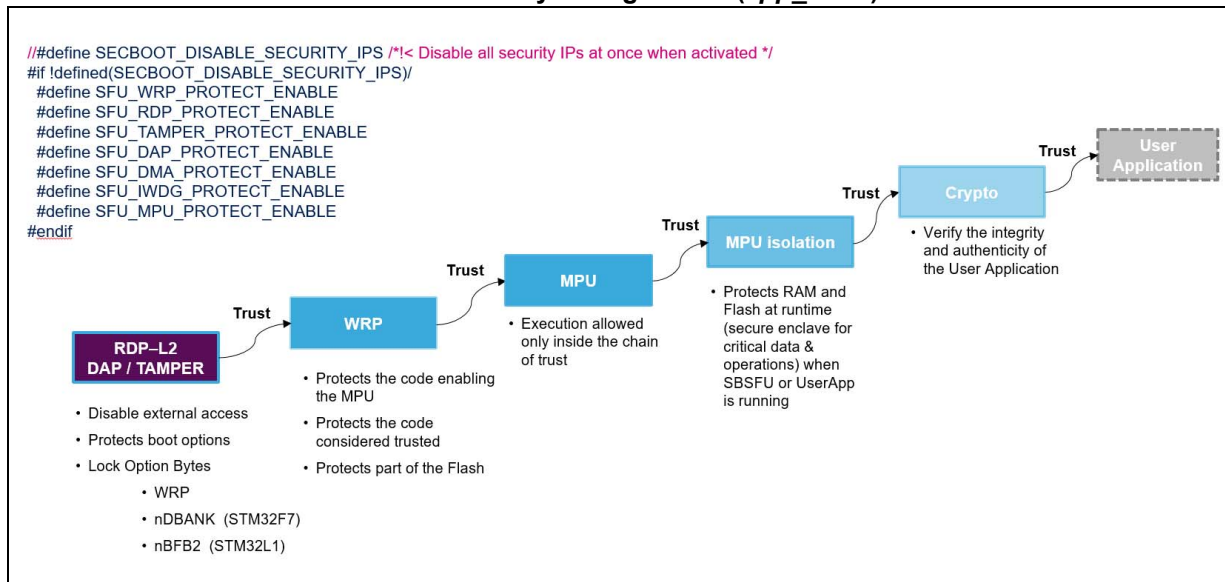 //#define SECBOOT_DISABLE_SECURITY_IPS /*!< Disable all security IPs at once when activated */
#if !defined(SECBOOT_DISABLE_SECURITY_IPS)/
#define SFU_WRP_PROTECT_ENABLE
#define SFU_RDP_PROTECT_ENABLE
#define SFU_TAMPER_PROTECT_ENABLE
#define SFU_DAP_PROTECT_ENABLE
#define SFU_DMA_PROTECT_ENABLE
#define SFU_IWDG_PROTECT_ENABLE
#define SFU_MPU_PROTECT_ENABLE
#endif
RDP–L2
DAP / TAMPER
• Disable external access
• Protects boot options
• Lock Option Bytes
• WRP
• nDBANK (STM32F7)
• nBFB2 (STM32L1)
Trust
WRP
• Protects the code enabling
the MPU
• Protects the code
considered trusted
• Protects part of the Flash
Trust
MPU
• Execution allowed
only inside the chain
of trust
Trust
MPU isolation
• Protects RAM and
Flash at runtime
(secure enclave for
critical data &
operations) when
SBSFU or UserApp
is running
Trust
Crypto
• Verify the integrity
and authenticity of
the User Application
Trust
User
Application